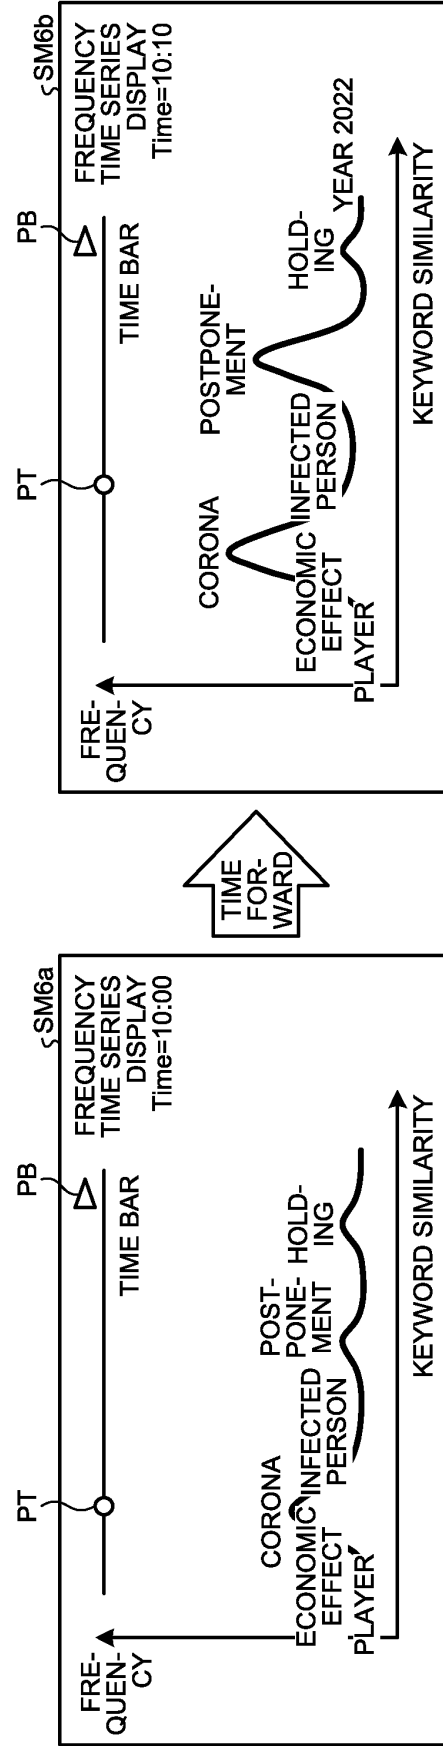 SM6a
PT
PB
FRE-
QUEN-
CY
TIME BAR
FREQUENCY
TIME SERIES
DISPLAY
Time=10:00
CORONA
ECONOMIC
EFFECT
PLAYER
INFECTED
PERSON
POST-
PONE-
MENT
HOLD-
ING
KEYWORD SIMILARITY
TIME
FOR-
WARD
SM6b
PT
PB
FRE-
QUEN-
CY
TIME BAR
FREQUENCY
TIME SERIES
DISPLAY
Time=10:10
CORONA
ECONOMIC
EFFECT
PLAYER
INFECTED
PERSON
POSTPONE-
MENT
HOLD-
ING
YEAR 2022
KEYWORD SIMILARITY